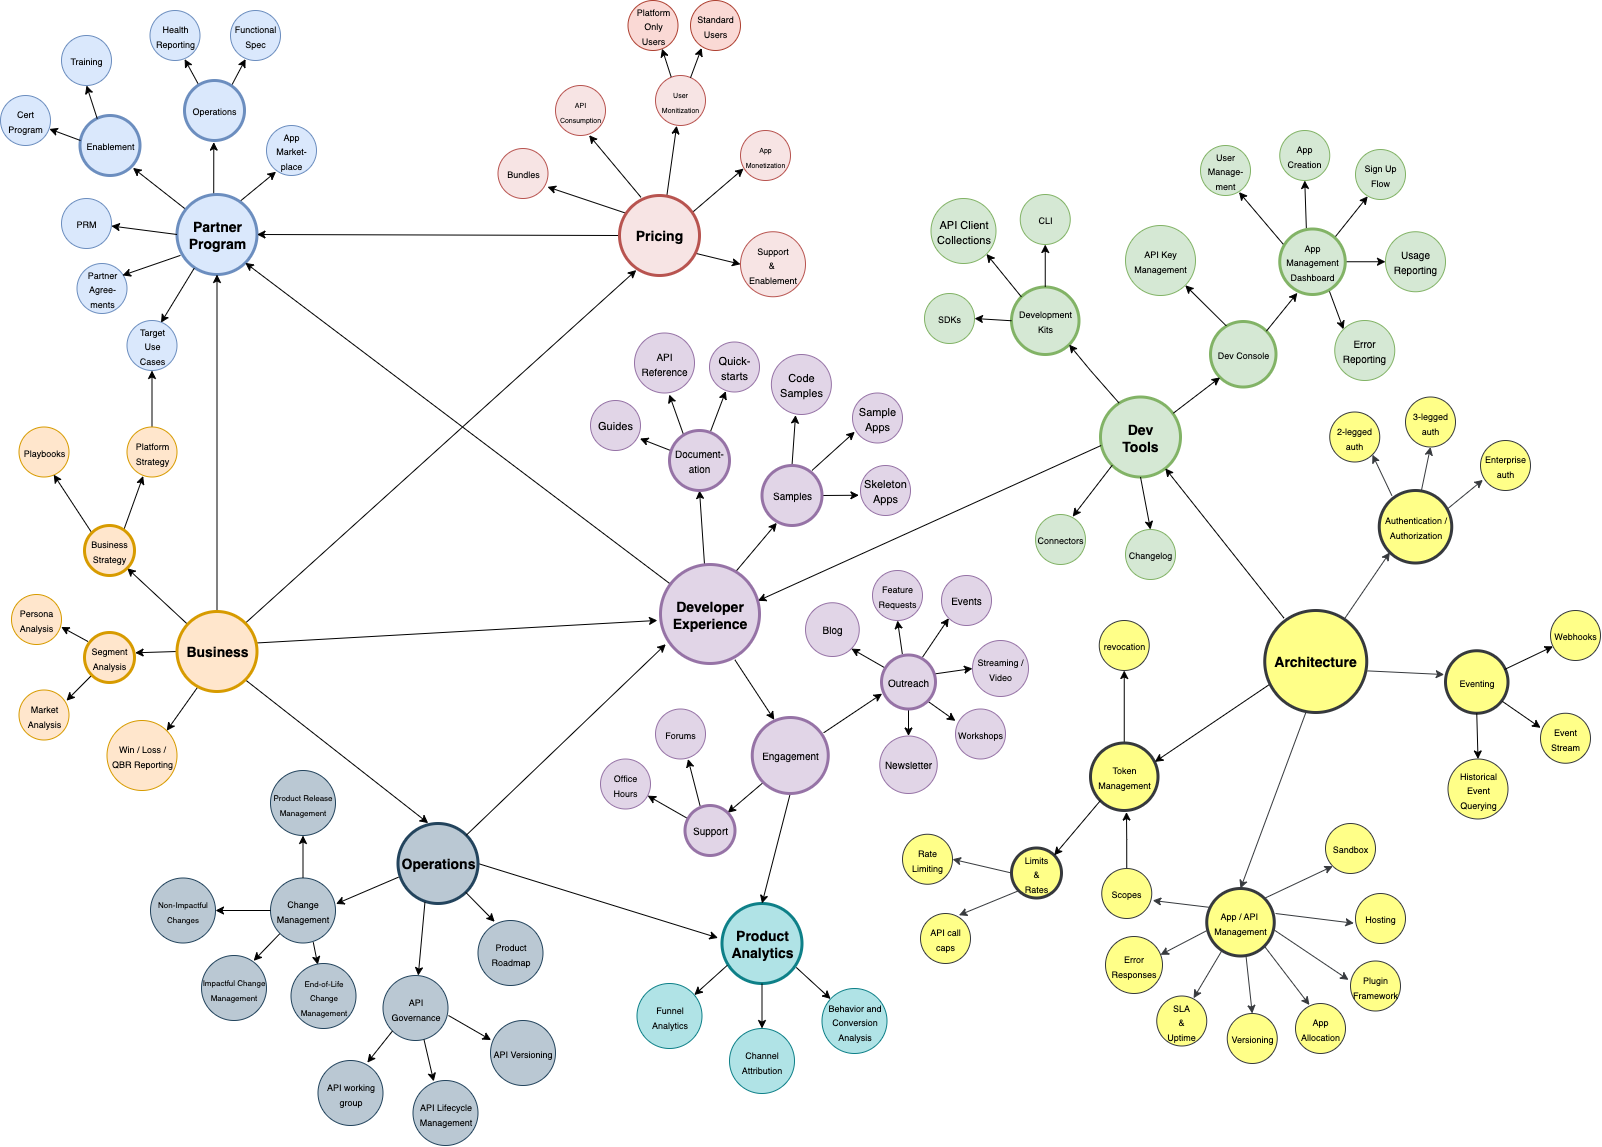 Health
Reporting
Functional
Spec
Training
Cert
Program
Enablement
Operations
App
Market-
place
Partner
Program
PRM
Partner
Agree-
ments
Target
Use
Cases
Platform
Only
Users
Standard
Users
User
Monitization
API
Consumption
App
Monetization
Bundles
Pricing
Support
&
Enablement
Playbooks
Platform
Strategy
Business
Strategy
Persona
Analysis
Segment
Analysis
Market
Analysis
Business
Win / Loss /
QBR Reporting
API
Reference
Quick-
starts
Guides
Document-
ation
Code
Samples
Sample
Apps
Samples
Skeleton
Apps
Developer
Experience
Feature
Requests
Events
Blog
Streaming /
Video
Outreach
Workshops
Newsletter
Engagement
Forums
Office
Hours
Support
API Client
Collections
CLI
SDKs
Development
Kits
API Key
Management
User
Manage-
ment
App
Creation
Sign Up
Flow
App
Management
Dashboard
Usage
Reporting
Error
Reporting
Dev Console
Dev
Tools
Connectors
Changelog
2-legged
auth
3-legged
auth
Enterprise
auth
Authentication /
Authorization
Architecture
revocation
Webhooks
Eventing
Event
Stream
Historical
Event
Querying
Token
Management
Rate
Limiting
Limits
&
Rates
API call
caps
Scopes
Sandbox
App / API
Management
Hosting
Error
Responses
Plugin
Framework
SLA
&
Uptime
Versioning
App
Allocation
Product Release
Management
Operations
Non-Impactful
Changes
Change
Management
Impactful Change
Management
End-of-Life
Change
Management
Product
Roadmap
API
Governance
API Versioning
API working
group
API Lifecycle
Management
Product
Analytics
Funnel
Analytics
Channel
Attribution
Behavior and
Conversion
Analysis